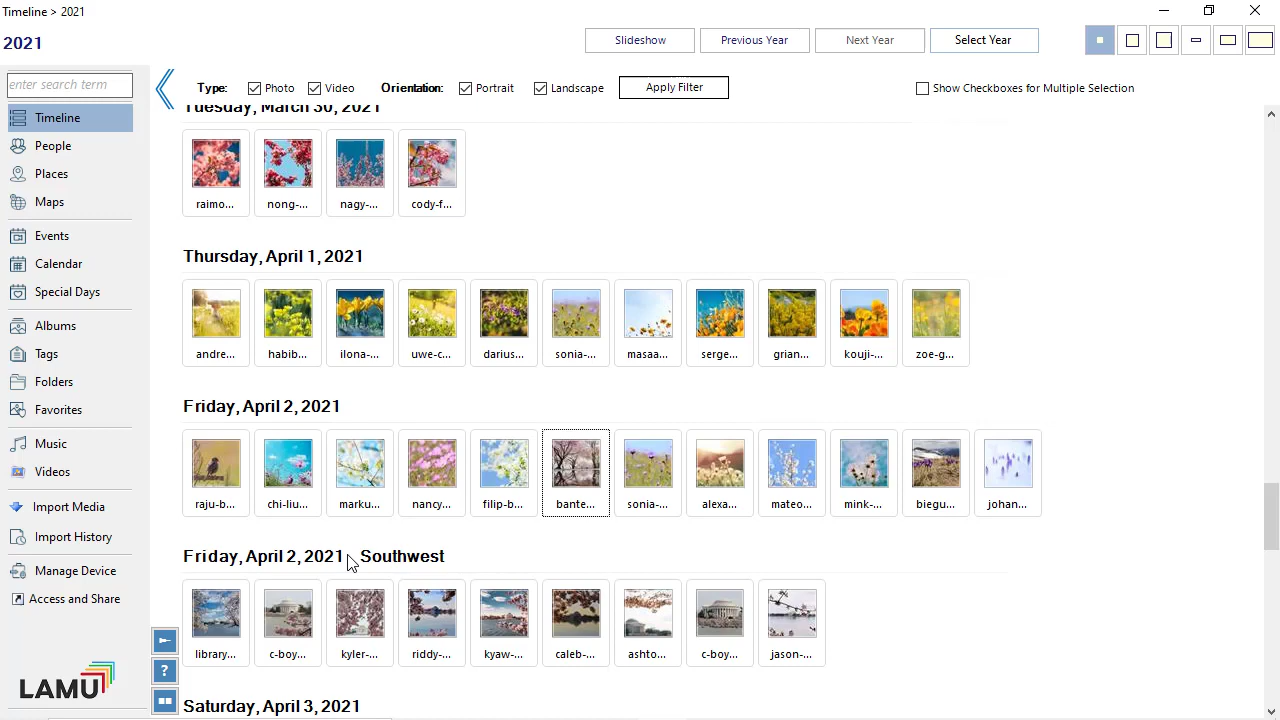 Timeline > 2021
2021
Slideshow
Previous Year
Next Year
Select Year
enter search term
Type:
Photo
Video
Orientation:
Portrait
Landscape
Apply Filter
Show Checkboxes for Multiple Selection
Timeline
People
Places
Maps
Events
Calendar
Special Days
Albums
Tags
Folders
Favorites
Music
Videos
Import Media
Import History
Manage Device
Access and Share
LAMU
?
Tuesday, March 30, 2021
raimo... nong-... nagy-... cody-f...
Thursday, April 1, 2021
andre... habib... ilona-... uwe-c... darius... sonia-... masaa... serge... grian... kouji-... zoe-g...
Friday, April 2, 2021
raju-b... chi-liu... marku... nancy... filip-b... bante... sonia-... alexa... mateo... mink-... biegu... johan...
Friday, April 2, 2021 Southwest
library... c-boy... kyler-... riddy-... kyaw-... caleb-... ashto... c-boy... jason-...
Saturday, April 3, 2021